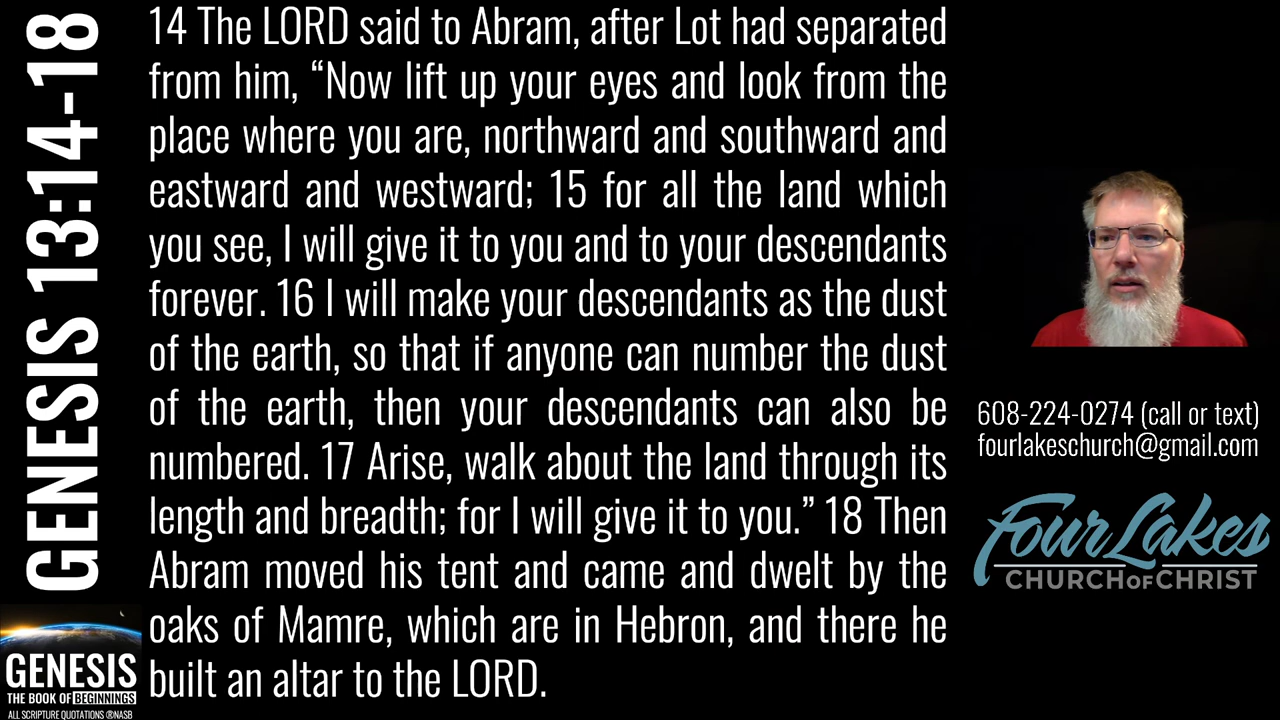 GENESIS 13:14-18
14 The LORD said to Abram, after Lot had separated
from him, “Now lift up your eyes and look from the
place where you are, northward and southward and
eastward and westward; 15 for all the land which
you see, I will give it to you and to your descendants
forever. 16 I will make your descendants as the dust
of the earth, so that if anyone can number the dust
of the earth, then your descendants can also be
numbered. 17 Arise, walk about the land through its
length and breadth; for I will give it to you.” 18 Then
Abram moved his tent and came and dwelt by the
oaks of Mamre, which are in Hebron, and there he
built an altar to the LORD.
GENESIS
THE BOOK OF BEGINNINGS
ALL SCRIPTURE QUOTATIONS ®NASB
608-224-0274 (call or text)
fourlakeschurch@gmail.com
Four Lakes
CHURCH OF CHRIST